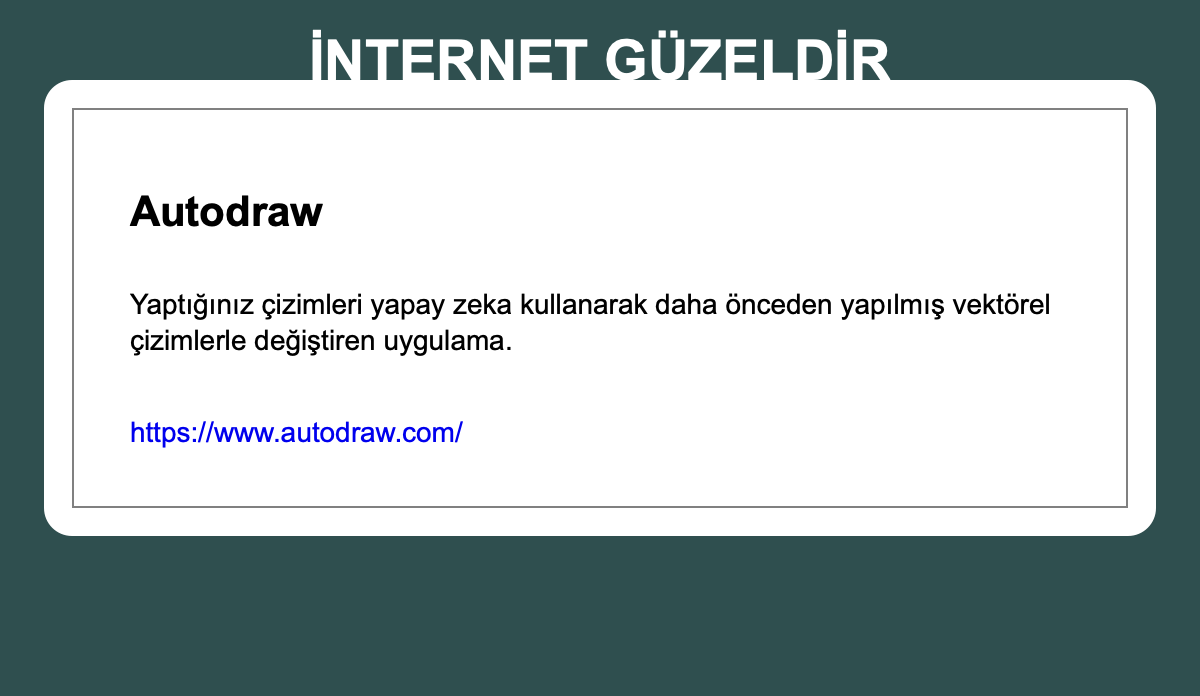 İNTERNET GÜZELDİR
Autodraw
Yaptığınız çizimleri yapay zeka kullanarak daha önceden yapılmış vektörel
çizimlerle değiştiren uygulama.
https://www.autodraw.com/